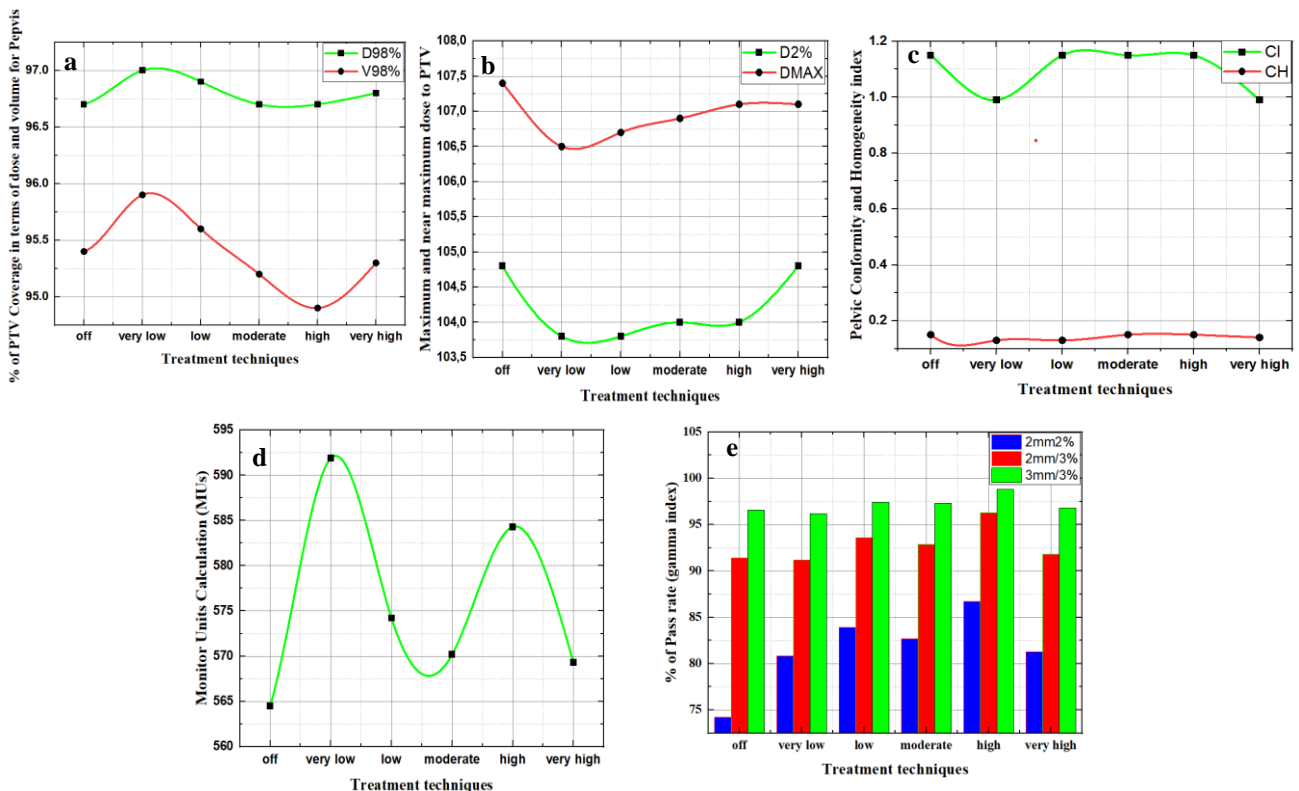 a
D98%
V98%
% of PTV Coverage in terms of dose and volume for Pepvis
97.0
96.5
96.0
95.5
95.0
off very low low moderate high very high
Treatment techniques
b
D2%
DMAX
Maximum and near maximum dose to PTV
108,0
107,5
107,0
106,5
106,0
105,5
105,0
104,5
104,0
103,5
off very low low moderate high very high
Treatment techniques
c
CI
CH
Pelvic Conformity and Homogeneity index
1.2
1.0
0.8
0.6
0.4
0.2
off very low low moderate high very high
Treatment techniques
d
Monitor Units Calculation (MUs)
595
590
585
580
575
570
565
560
off very low low moderate high very high
Treatment techniques
e
2mm2%
2mm/3%
3mm/3%
% of Pass rate (gamma index)
105
100
95
90
85
80
75
off very low low moderate high very high
Treatment techniques